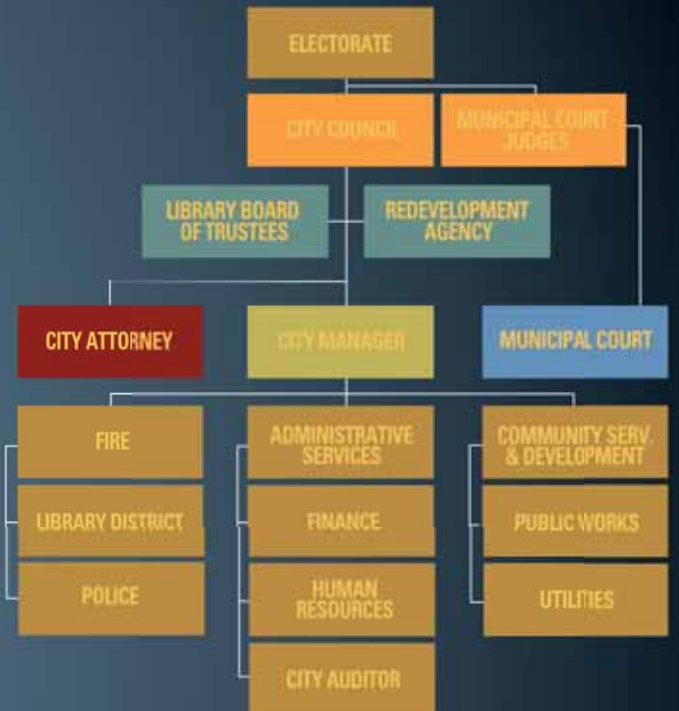 ELECTORATE
CITY COUNCIL
MUNICIPAL COURT
JUDGES
LIBRARY BOARD
OF TRUSTEES
REDEVELOPMENT
AGENCY
CITY ATTORNEY
CITY MANAGER
MUNICIPAL COURT
FIRE
ADMINISTRATIVE
SERVICES
COMMUNITY SERV.
& DEVELOPMENT
LIBRARY DISTRICT
FINANCE
PUBLIC WORKS
POLICE
HUMAN
RESOURCES
UTILITIES
CITY AUDITOR